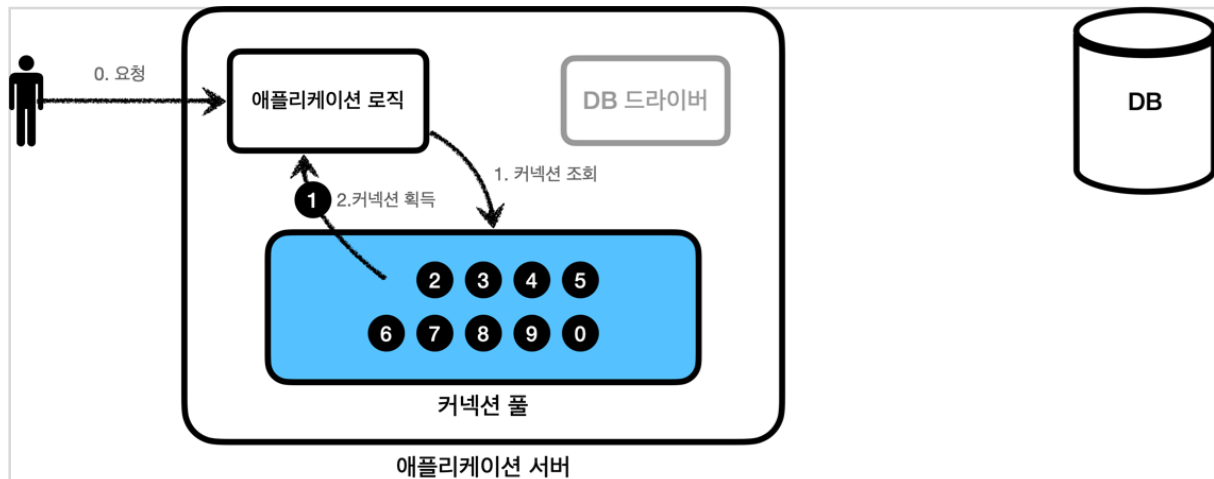 0. 요청
애플리케이션 로직
DB 드라이버
DB
1. 커넥션 조회
1
2.커넥션 획득
2 3 4 5
6 7 8 9 0
커넥션 풀
애플리케이션 서버